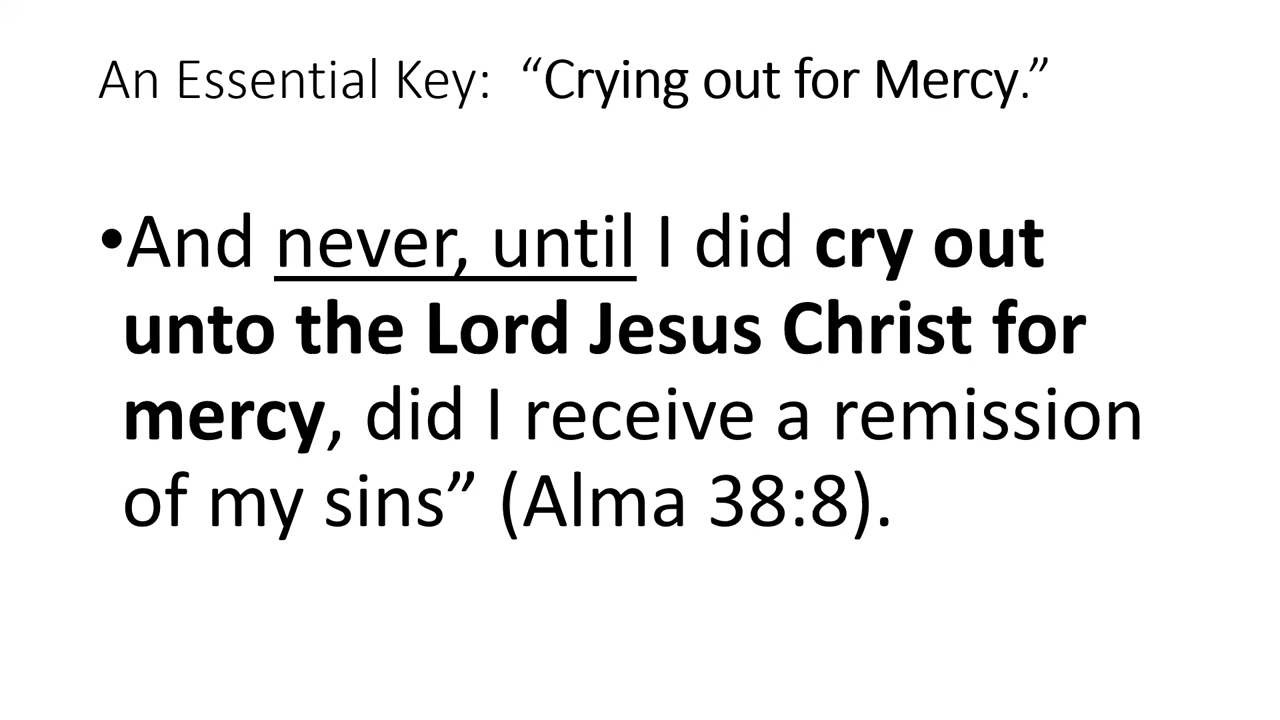 An Essential Key:  “Crying out for Mercy.”
•And never, until I did cry out
unto the Lord Jesus Christ for
mercy, did I receive a remission
of my sins” (Alma 38:8).